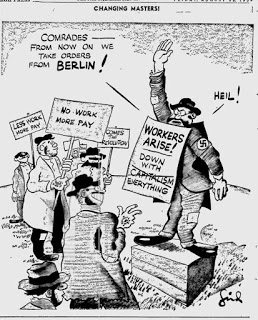 CHANGING MASTERS!
COMRADES —
FROM NOW ON WE
TAKE ORDERS
FROM BERLIN!
HEIL!
LESS WORK
MORE PAY
NO WORK
MORE PAY
COMES THE
REVOLUTION
WORKERS
ARISE!
DOWN
WITH
CAPITALISM
EVERYTHING